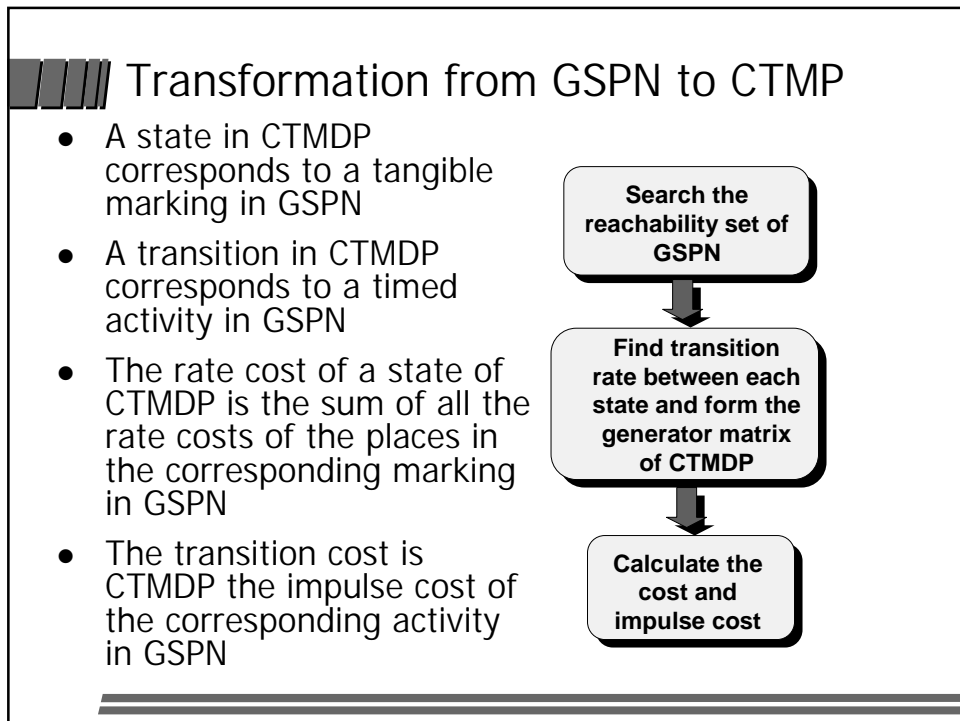 Transformation from GSPN to CTMP
● A state in CTMDP
corresponds to a tangible
marking in GSPN
● A transition in CTMDP
corresponds to a timed
activity in GSPN
● The rate cost of a state of
CTMDP is the sum of all the
rate costs of the places in
the corresponding marking
in GSPN
● The transition cost is
CTMDP the impulse cost of
the corresponding activity
in GSPN
Search the
reachability set of
GSPN
Find transition
rate between each
state and form the
generator matrix
of CTMDP
Calculate the
cost and
impulse cost